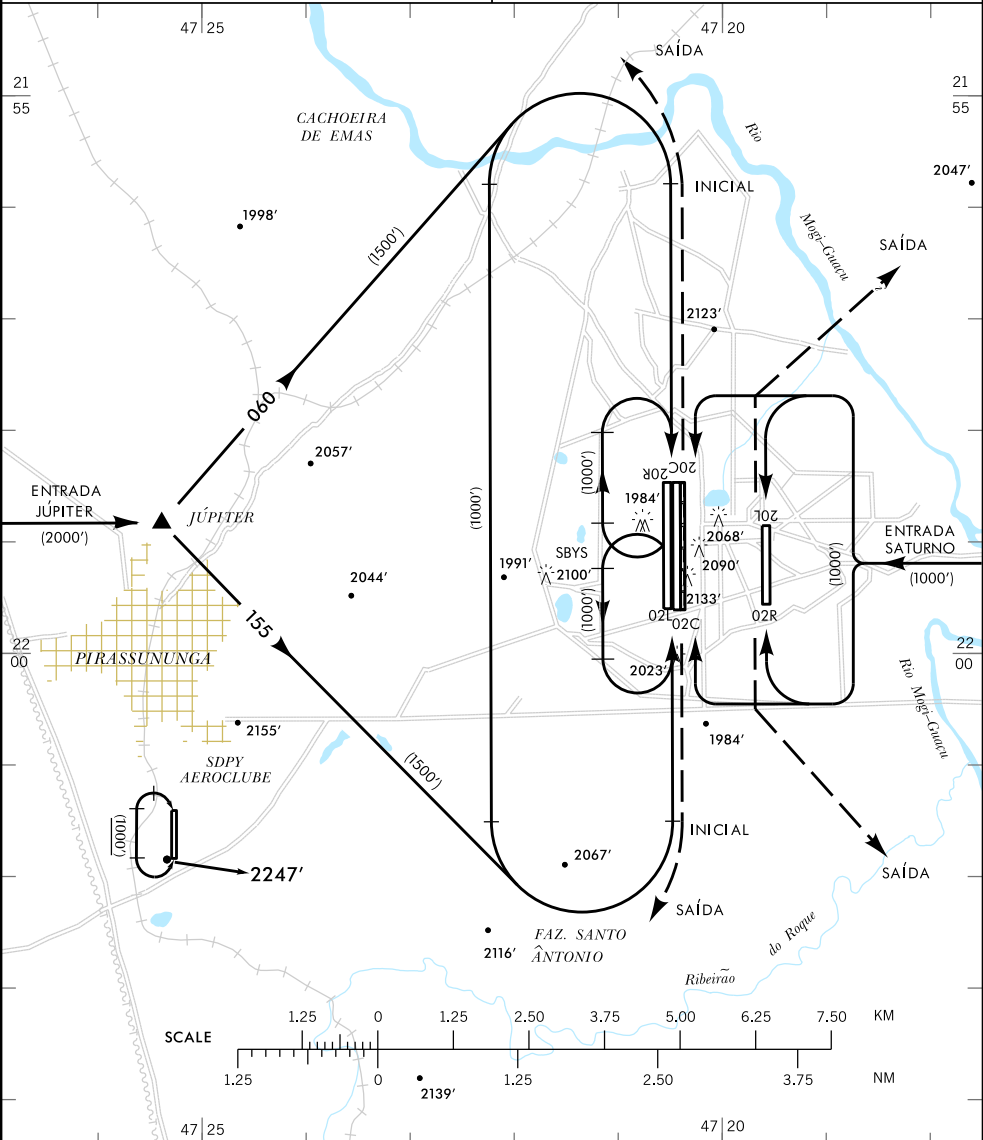 47 25
47 20
SAÍDA
21
55
21
55
CACHOEIRA
DE EMAS
Rio
2047'
INICIAL
1998'
Mogi-Guaçu
SAÍDA
(1500')
2123'
060
20R
20C
2057'
(1000')
(1000')
ENTRADA
JÚPITER
(2000')
JÚPITER
1984'
20L
2068'
ENTRADA
SATURNO
(1000')
(1000')
SBYS
2100'
1991'
2090'
2044'
2133'
(1000')
02L
02C
02R
155
22
00
22
00
PIRASSUNUNGA
2023'
Rio Mogi-Guaçu
2155'
1984'
SDPY
AEROCLUBE
(1500')
(1000')
INICIAL
2067'
2247'
SAÍDA
SAÍDA
FAZ. SANTO
ÂNTONIO
2116'
do Roque
Ribeirão
SCALE
1.25 0 1.25 2.50 3.75 5.00 6.25 7.50 KM
1.25 0 1.25 2.50 3.75 NM
2139'
47 25
47 20